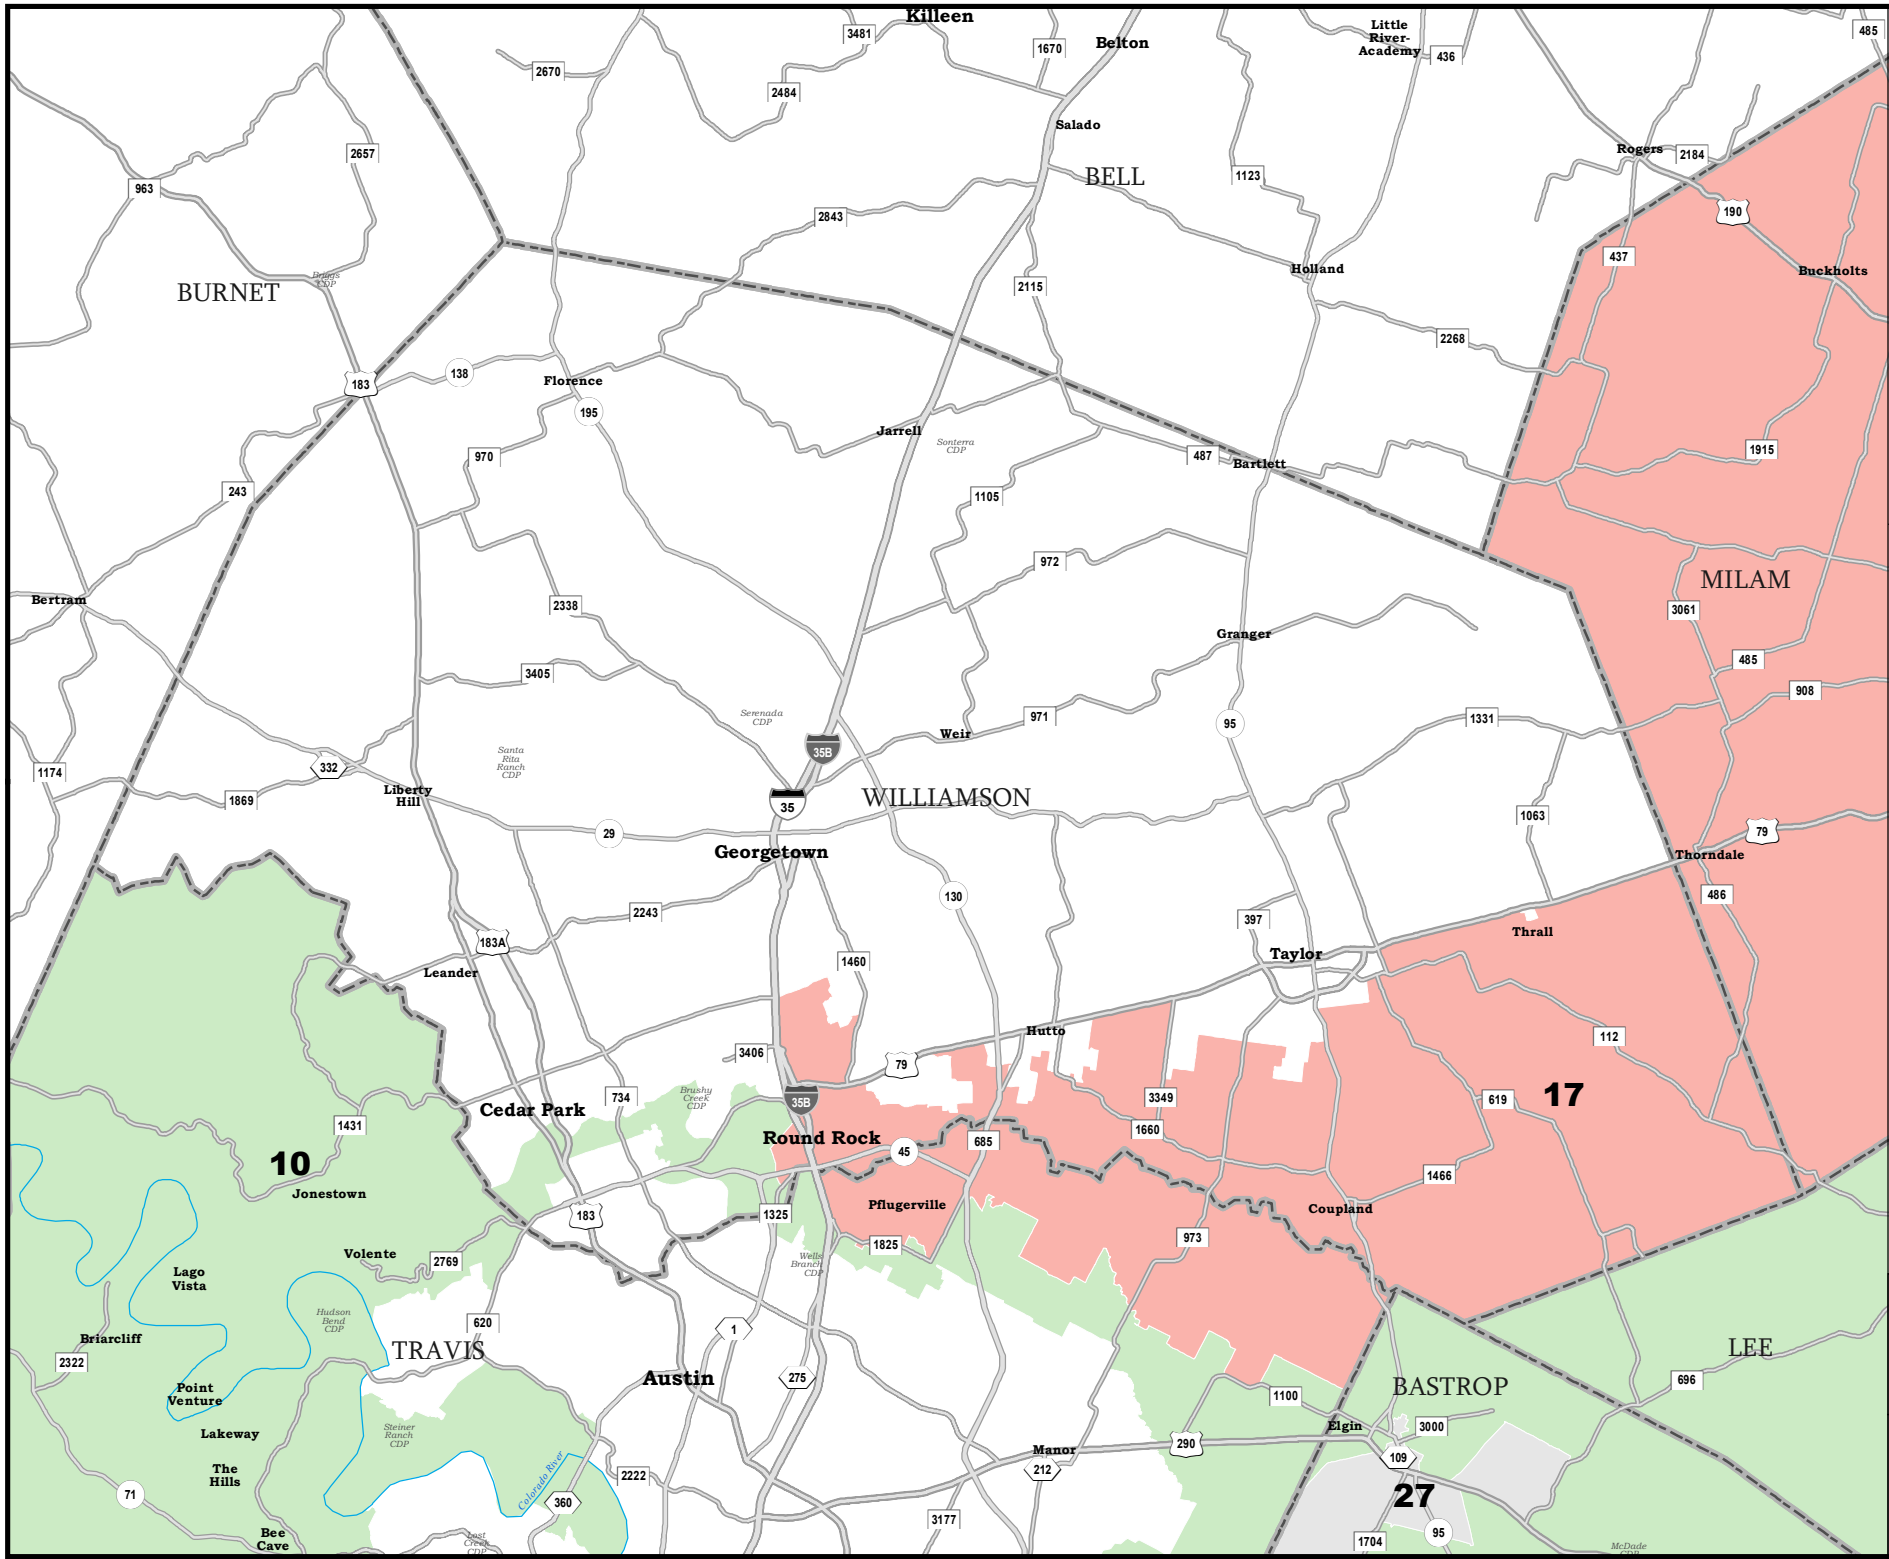 Killeen
Little
River-
Academy
485
3481
1670
Belton
436
2670
2484
Salado
2657
Rogers
2184
963
BELL
1123
190
2843
437
Buckholts
Briggs
CDP
BURNET
2115
Holland
2268
183
138
Florence
195
Jarrell
Sonterra
CDP
970
487
Bartlett
1915
243
1105
972
MILAM
Bertram
2338
3061
Granger
485
3405
908
Serenada
CDP
971
1331
95
Weir
35B
Santa
Rita
Ranch
CDP
332
1174
Liberty
Hill
1869
35
WILLIAMSON
1063
29
79
Georgetown
Thorndale
130
486
2243
397
Thrall
183A
Taylor
Leander
1460
Hutto
112
3406
79
Brushy
Creek
CDP
734
35B
3349
619
17
Cedar Park
1431
Round Rock
685
1660
45
10
1466
Jonestown
Pflugerville
Coupland
183
1325
973
1825
Volente
2769
Wells
Branch
CDP
Lago
Vista
Hudson
Bend
CDP
620
1
Briarcliff
TRAVIS
LEE
2322
275
Austin
696
BASTROP
Point
Venture
1100
Elgin
3000
Lakeway
Steiner
Ranch
CDP
290
Manor
109
212
The
Hills
2222
Colorado River
71
360
27
3177
Bee
Cave
Lost
Creek
CDP
95
1704
McDade
CDP